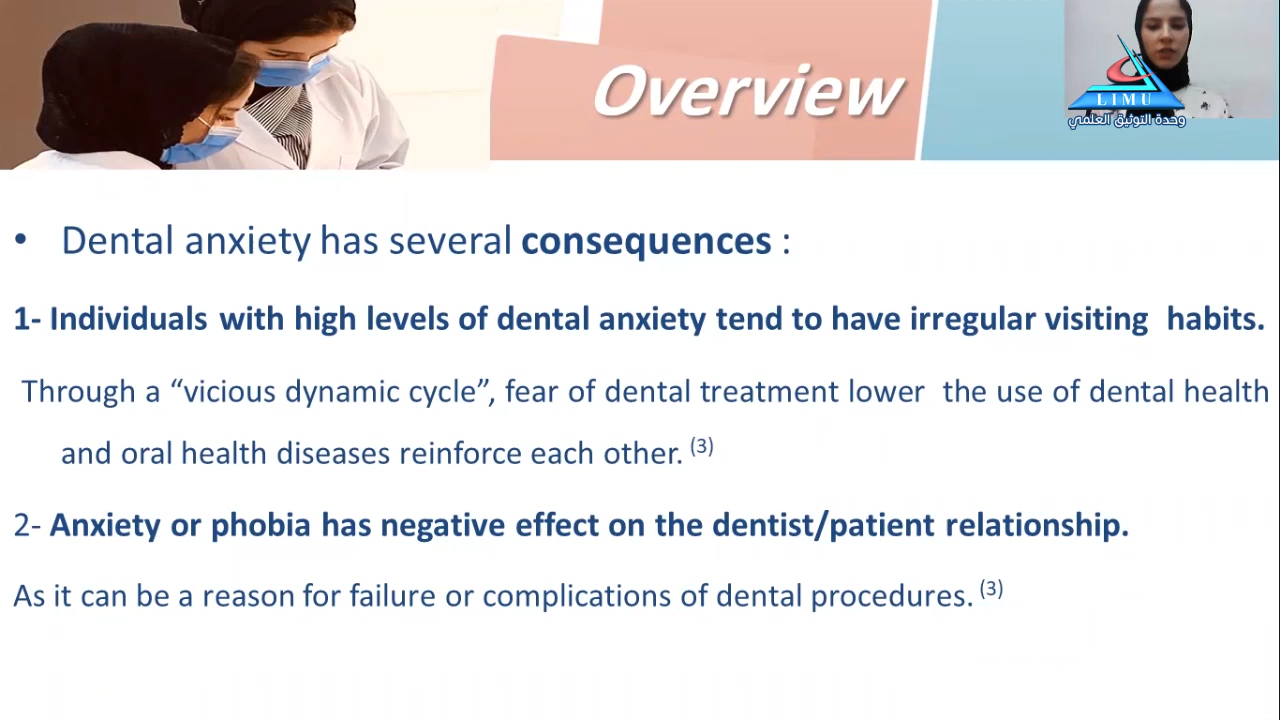 Overview
LIMU
وحدة التوثيق العلمي
• Dental anxiety has several consequences :
1- Individuals with high levels of dental anxiety tend to have irregular visiting habits.
Through a “vicious dynamic cycle”, fear of dental treatment lower the use of dental health
and oral health diseases reinforce each other. (3)
2- Anxiety or phobia has negative effect on the dentist/patient relationship.
As it can be a reason for failure or complications of dental procedures. (3)